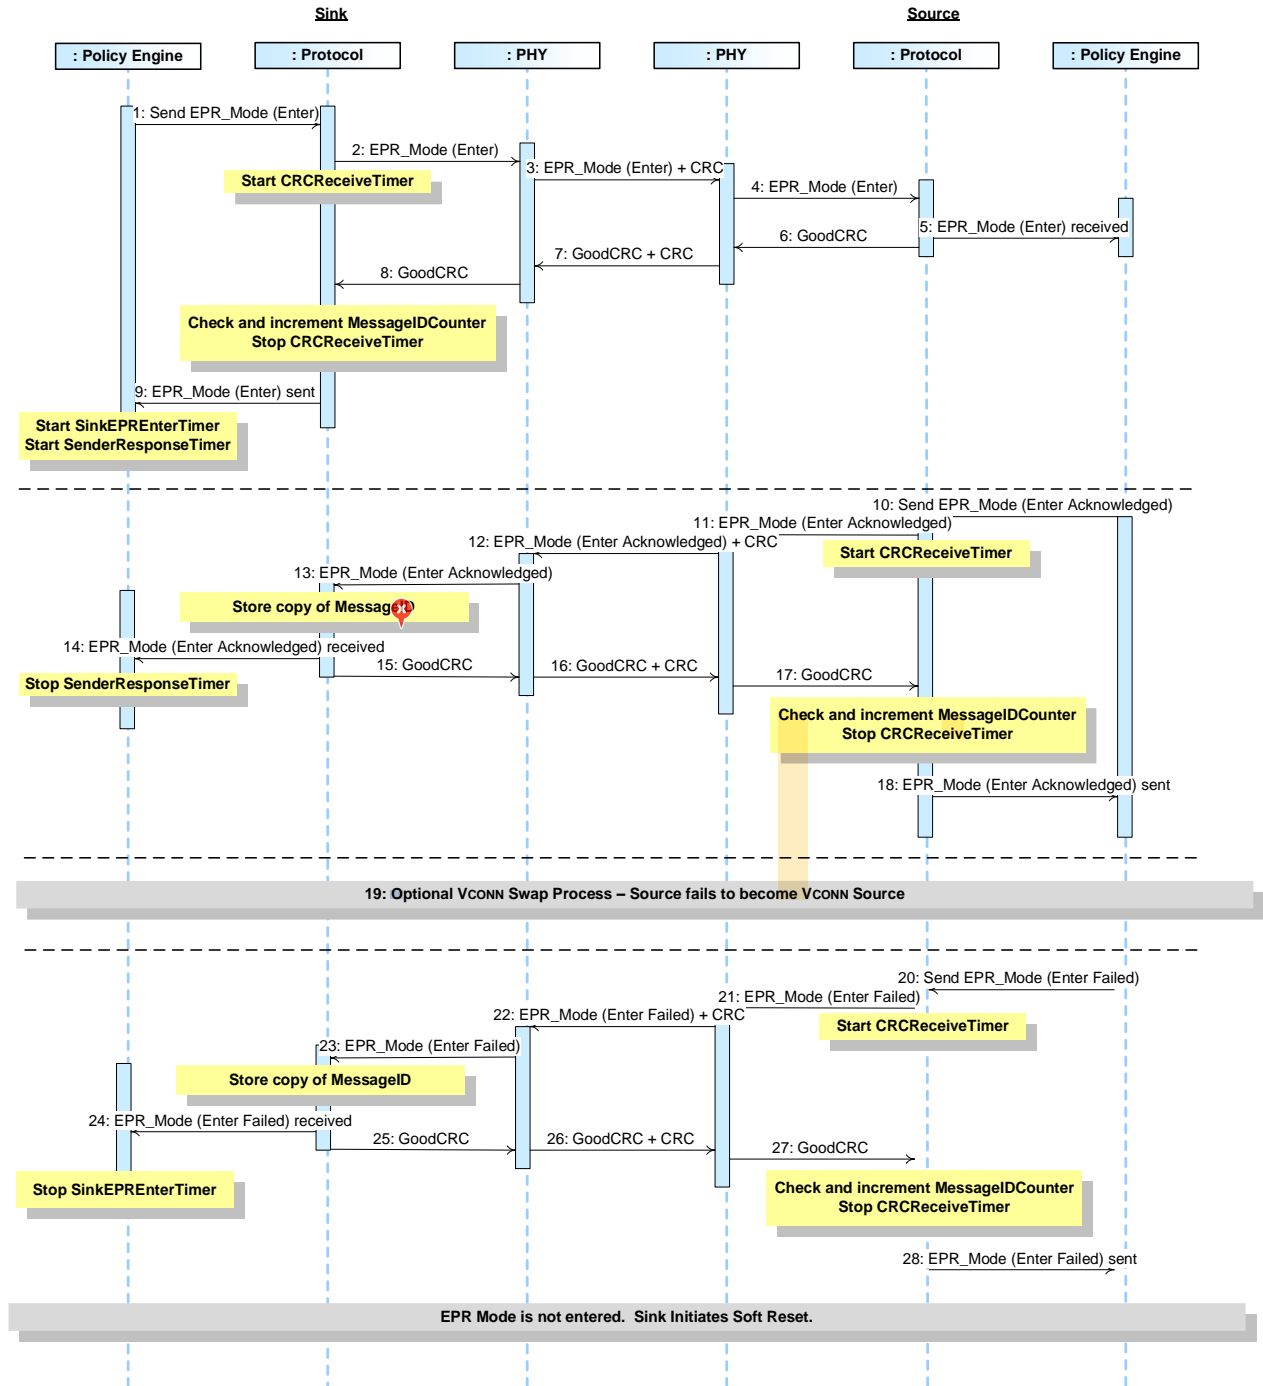 Sink
Source
: Policy Engine
: Protocol
: PHY
: PHY
: Protocol
: Policy Engine
1: Send EPR_Mode (Enter)
2: EPR_Mode (Enter)
3: EPR_Mode (Enter) + CRC
Start CRCReceiveTimer
4: EPR_Mode (Enter)
5: EPR_Mode (Enter) received
6: GoodCRC
7: GoodCRC + CRC
8: GoodCRC
Check and increment MessageIDCounter
Stop CRCReceiveTimer
9: EPR_Mode (Enter) sent
Start SinkEPREnterTimer
Start SenderResponseTimer
10: Send EPR_Mode (Enter Acknowledged)
11: EPR_Mode (Enter Acknowledged)
12: EPR_Mode (Enter Acknowledged) + CRC
Start CRCReceiveTimer
13: EPR_Mode (Enter Acknowledged)
Store copy of MessageID
14: EPR_Mode (Enter Acknowledged) received
15: GoodCRC
16: GoodCRC + CRC
17: GoodCRC
Stop SenderResponseTimer
Check and increment MessageIDCounter
Stop CRCReceiveTimer
18: EPR_Mode (Enter Acknowledged) sent
19: Optional VCONN Swap Process – Source fails to become VCONN Source
20: Send EPR_Mode (Enter Failed)
21: EPR_Mode (Enter Failed)
22: EPR_Mode (Enter Failed) + CRC
Start CRCReceiveTimer
23: EPR_Mode (Enter Failed)
Store copy of MessageID
24: EPR_Mode (Enter Failed) received
25: GoodCRC
26: GoodCRC + CRC
27: GoodCRC
Stop SinkEPREnterTimer
Check and increment MessageIDCounter
Stop CRCReceiveTimer
28: EPR_Mode (Enter Failed) sent
EPR Mode is not entered.  Sink Initiates Soft Reset.